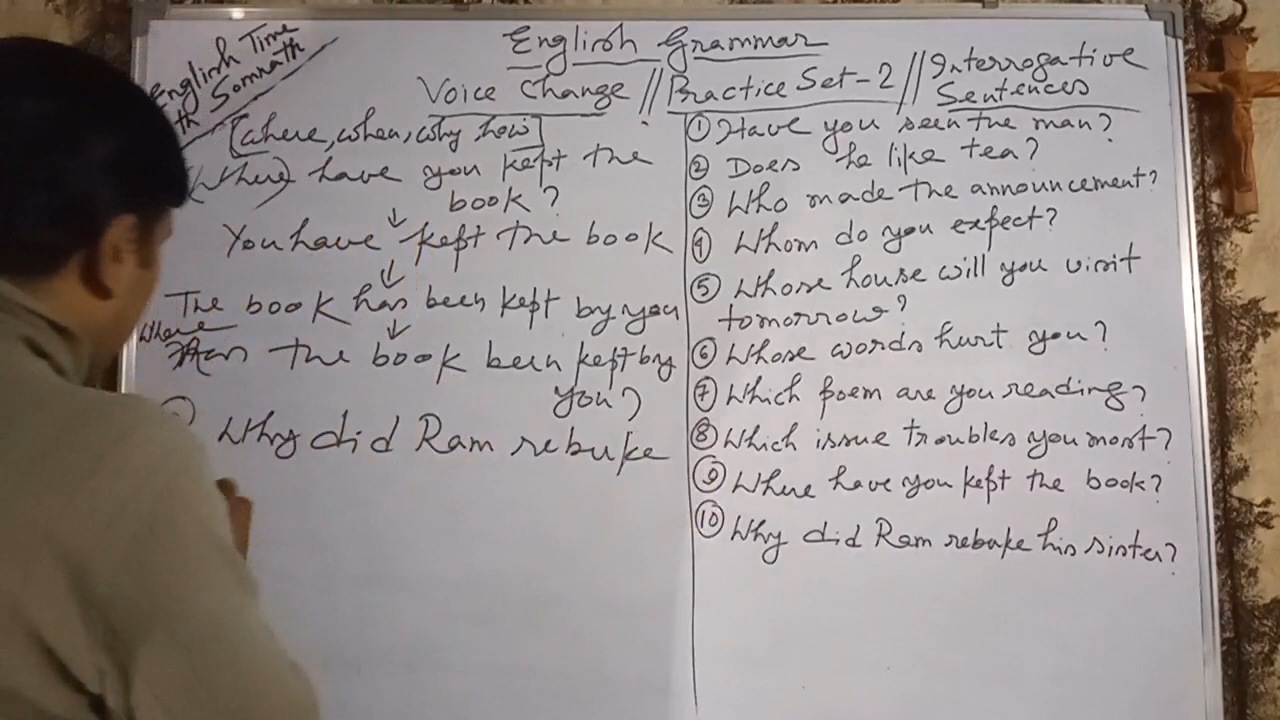 English Time
th Somnath
English Grammar
Voice Change // Practice Set-2 // Interrogative Sentences
[where, when, why how]
(Where) have you kept the
book?
You have kept the book
The book has been kept by you
Where
Has the book been kept by
you?
Why did Ram rebuke
① Have you seen the man?
② Does he like tea?
③ Who made the announcement?
④ Whom do you expect?
⑤ Whose house will you visit
tomorrow?
⑥ Whose words hurt you?
⑦ Which poem are you reading?
⑧ Which issue troubles you most?
⑨ Where have you kept the book?
⑩ Why did Ram rebuke his sister?